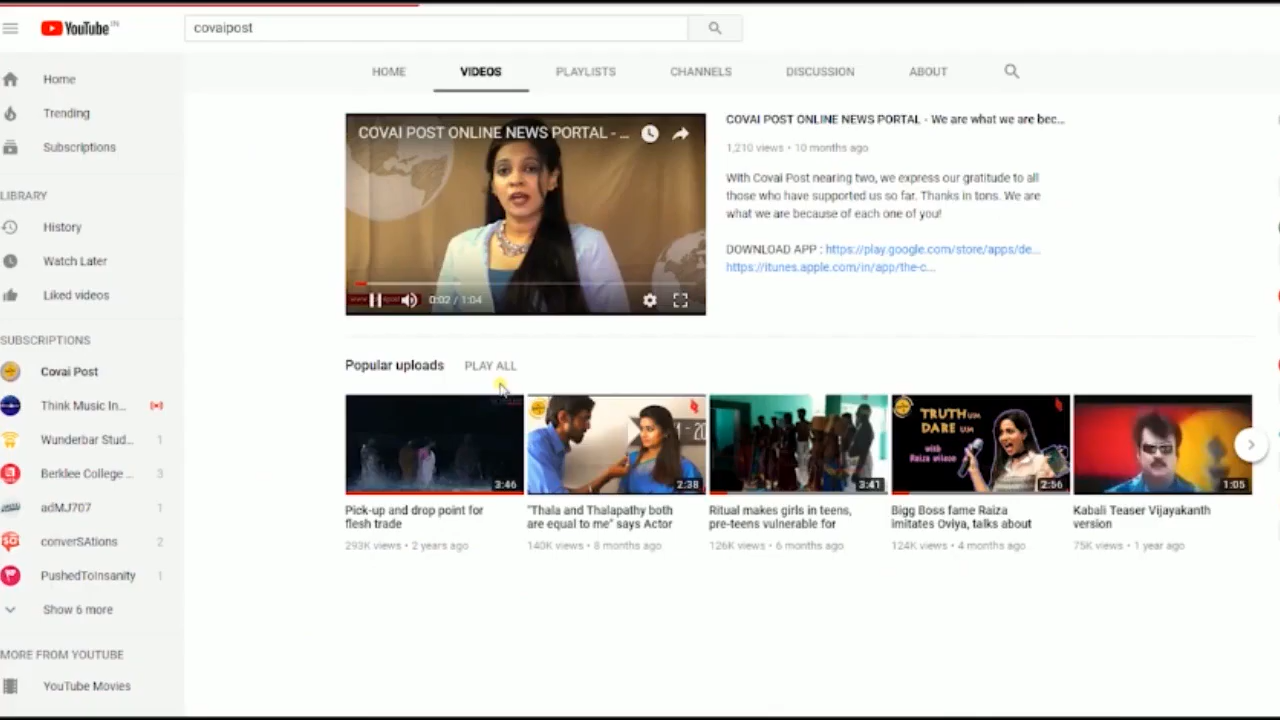 YouTube IN
covaipost
Home
Trending
Subscriptions
LIBRARY
History
Watch Later
Liked videos
SUBSCRIPTIONS
Covai Post
Think Music In...
Wunderbar Stud... 1
Berklee College ... 3
adMJ707 1
converSAtions 2
PushedToInsanity 1
Show 6 more
MORE FROM YOUTUBE
YouTube Movies
HOME VIDEOS PLAYLISTS CHANNELS DISCUSSION ABOUT
COVAI POST ONLINE NEWS PORTAL - ...
0:02 / 1:04
COVAI POST ONLINE NEWS PORTAL - We are what we are bec...
1,210 views • 10 months ago
With Covai Post nearing two, we express our gratitude to all
those who have supported us so far. Thanks in tons. We are
what we are because of each one of you!
DOWNLOAD APP : https://play.google.com/store/apps/de...
https://itunes.apple.com/in/app/the-c...
Popular uploads PLAY ALL
3:46
Pick-up and drop point for
flesh trade
293K views • 2 years ago
2:38
"Thala and Thalapathy both
are equal to me" says Actor
140K views • 8 months ago
3:41
Ritual makes girls in teens,
pre-teens vulnerable for
126K views • 6 months ago
TRUTH UM
DARE UM
with
Raiza wilson
2:56
Bigg Boss fame Raiza
imitates Oviya, talks about
124K views • 4 months ago
1:05
Kabali Teaser Vijayakanth
version
75K views • 1 year ago